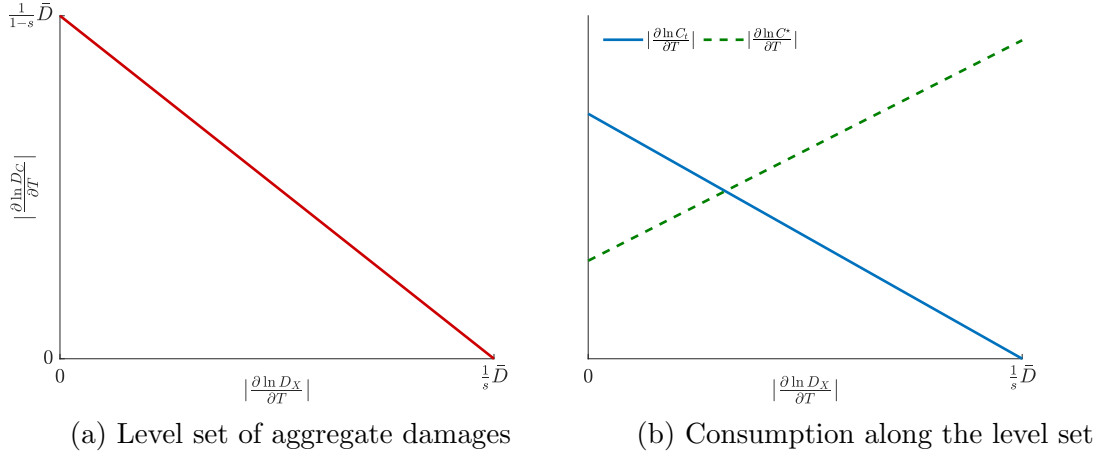 1/(1−s) D̄
|∂ ln D_C/∂T|
0
0
|∂ ln D_X/∂T|
1/s D̄
(a) Level set of aggregate damages
|∂ ln C_t/∂T| |∂ ln C*/∂T|
0
|∂ ln D_X/∂T|
1/s D̄
(b) Consumption along the level set